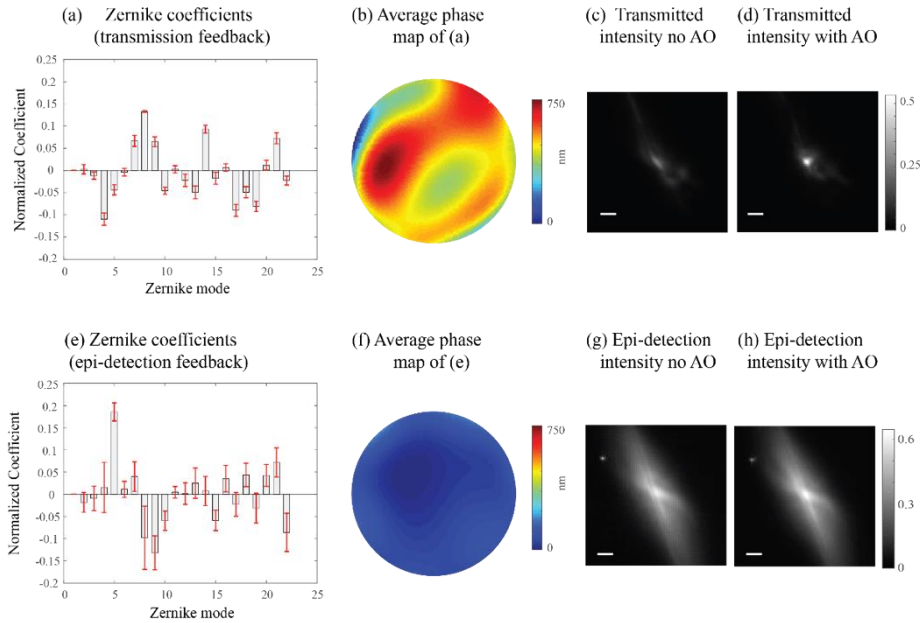 (a) Zernike coefficients
(transmission feedback)
(b) Average phase
map of (a)
(c) Transmitted
intensity no AO
(d) Transmitted
intensity with AO
Normalized Coefficient
0.25
0.2
0.15
0.1
0.05
0
-0.05
-0.1
-0.15
-0.2
0 5 10 15 20 25
Zernike mode
750
nm
0
0.5
0.25
0
(e) Zernike coefficients
(epi-detection feedback)
(f) Average phase
map of (e)
(g) Epi-detection
intensity no AO
(h) Epi-detection
intensity with AO
Normalized Coefficient
0.25
0.2
0.15
0.1
0.05
0
-0.05
-0.1
-0.15
-0.2
0 5 10 15 20 25
Zernike mode
750
nm
0
0.6
0.3
0